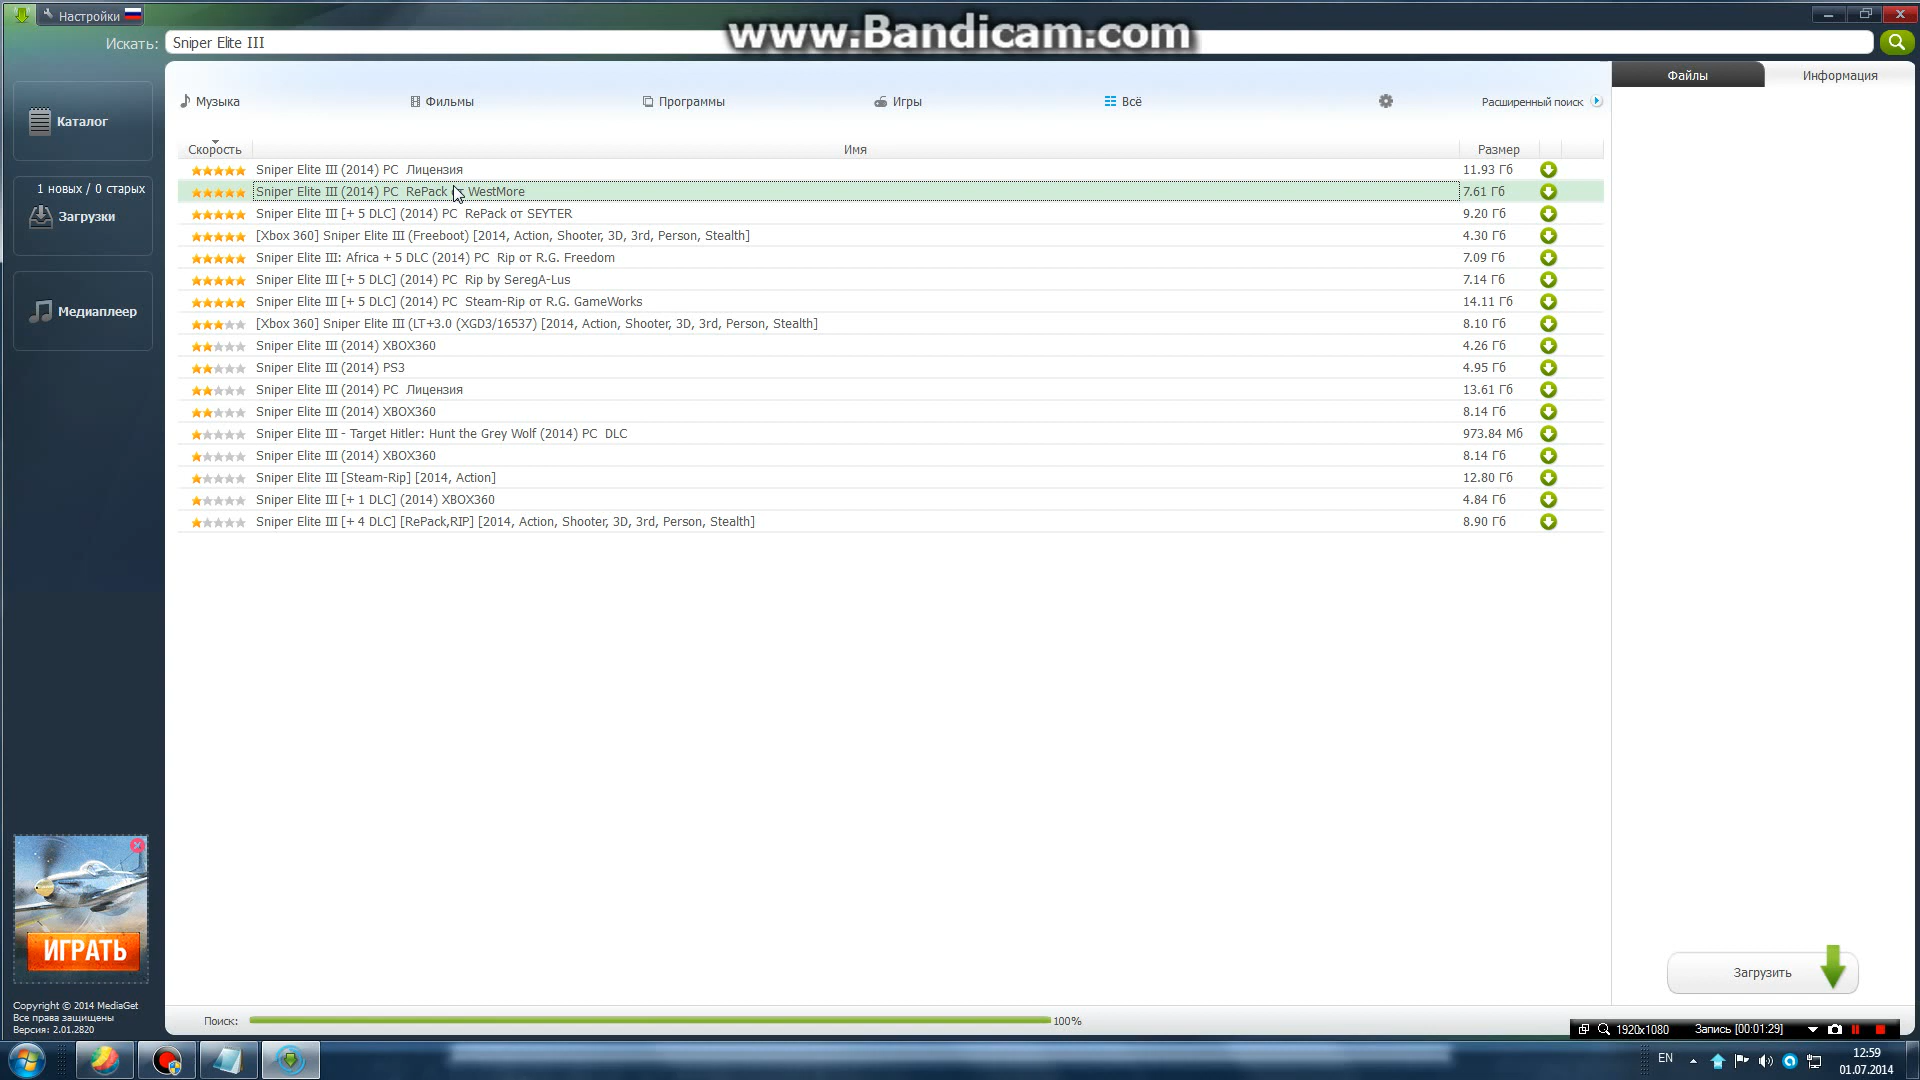 Настройки
www.Bandicam.com
Искать: Sniper Elite III
Файлы Информация
Музыка Фильмы Программы Игры Всё Расширенный поиск
Каталог
Скорость Имя Размер
Sniper Elite III (2014) PC Лицензия 11.93 Гб
1 новых / 0 старых
Загрузки
Sniper Elite III (2014) PC RePack WestMore 7.61 Гб
Sniper Elite III [+ 5 DLC] (2014) PC RePack от SEYTER 9.20 Гб
[Xbox 360] Sniper Elite III (Freeboot) [2014, Action, Shooter, 3D, 3rd, Person, Stealth] 4.30 Гб
Sniper Elite III: Africa + 5 DLC (2014) PC Rip от R.G. Freedom 7.09 Гб
Sniper Elite III [+ 5 DLC] (2014) PC Rip by SeregA-Lus 7.14 Гб
Sniper Elite III [+ 5 DLC] (2014) PC Steam-Rip от R.G. GameWorks 14.11 Гб
Медиаплеер
[Xbox 360] Sniper Elite III (LT+3.0 (XGD3/16537) [2014, Action, Shooter, 3D, 3rd, Person, Stealth] 8.10 Гб
Sniper Elite III (2014) XBOX360 4.26 Гб
Sniper Elite III (2014) PS3 4.95 Гб
Sniper Elite III (2014) PC Лицензия 13.61 Гб
Sniper Elite III (2014) XBOX360 8.14 Гб
Sniper Elite III - Target Hitler: Hunt the Grey Wolf (2014) PC DLC 973.84 Мб
Sniper Elite III (2014) XBOX360 8.14 Гб
Sniper Elite III [Steam-Rip] [2014, Action] 12.80 Гб
Sniper Elite III [+ 1 DLC] (2014) XBOX360 4.84 Гб
Sniper Elite III [+ 4 DLC] [RePack,RIP] [2014, Action, Shooter, 3D, 3rd, Person, Stealth] 8.90 Гб
ИГРАТЬ
Загрузить
Copyright © 2014 MediaGet
Все права защищены
Версия: 2.01.2820
Поиск: 100%
1920x1080 Запись [00:01:29]
EN 12:59
01.07.2014